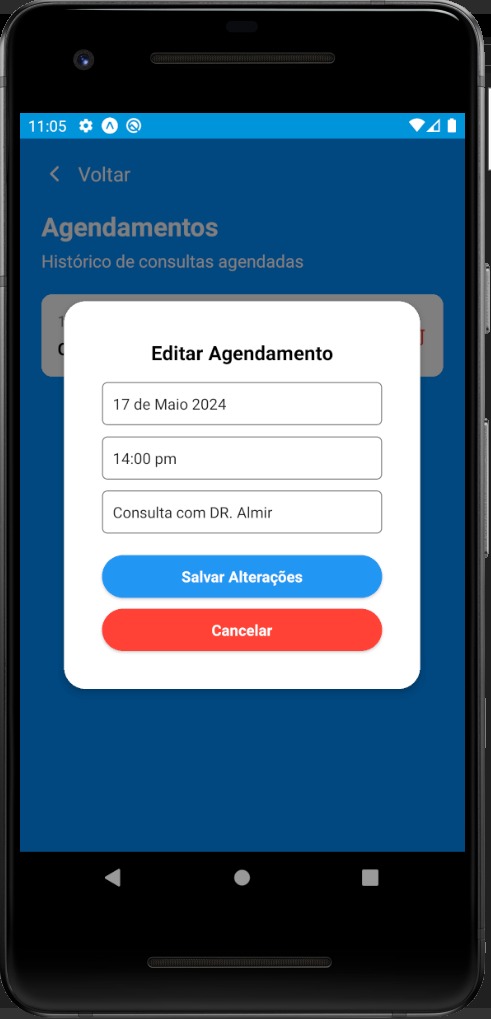 11:05
Voltar
Agendamentos
Histórico de consultas agendadas
Editar Agendamento
17 de Maio 2024
14:00 pm
Consulta com DR. Almir
Salvar Alterações
Cancelar